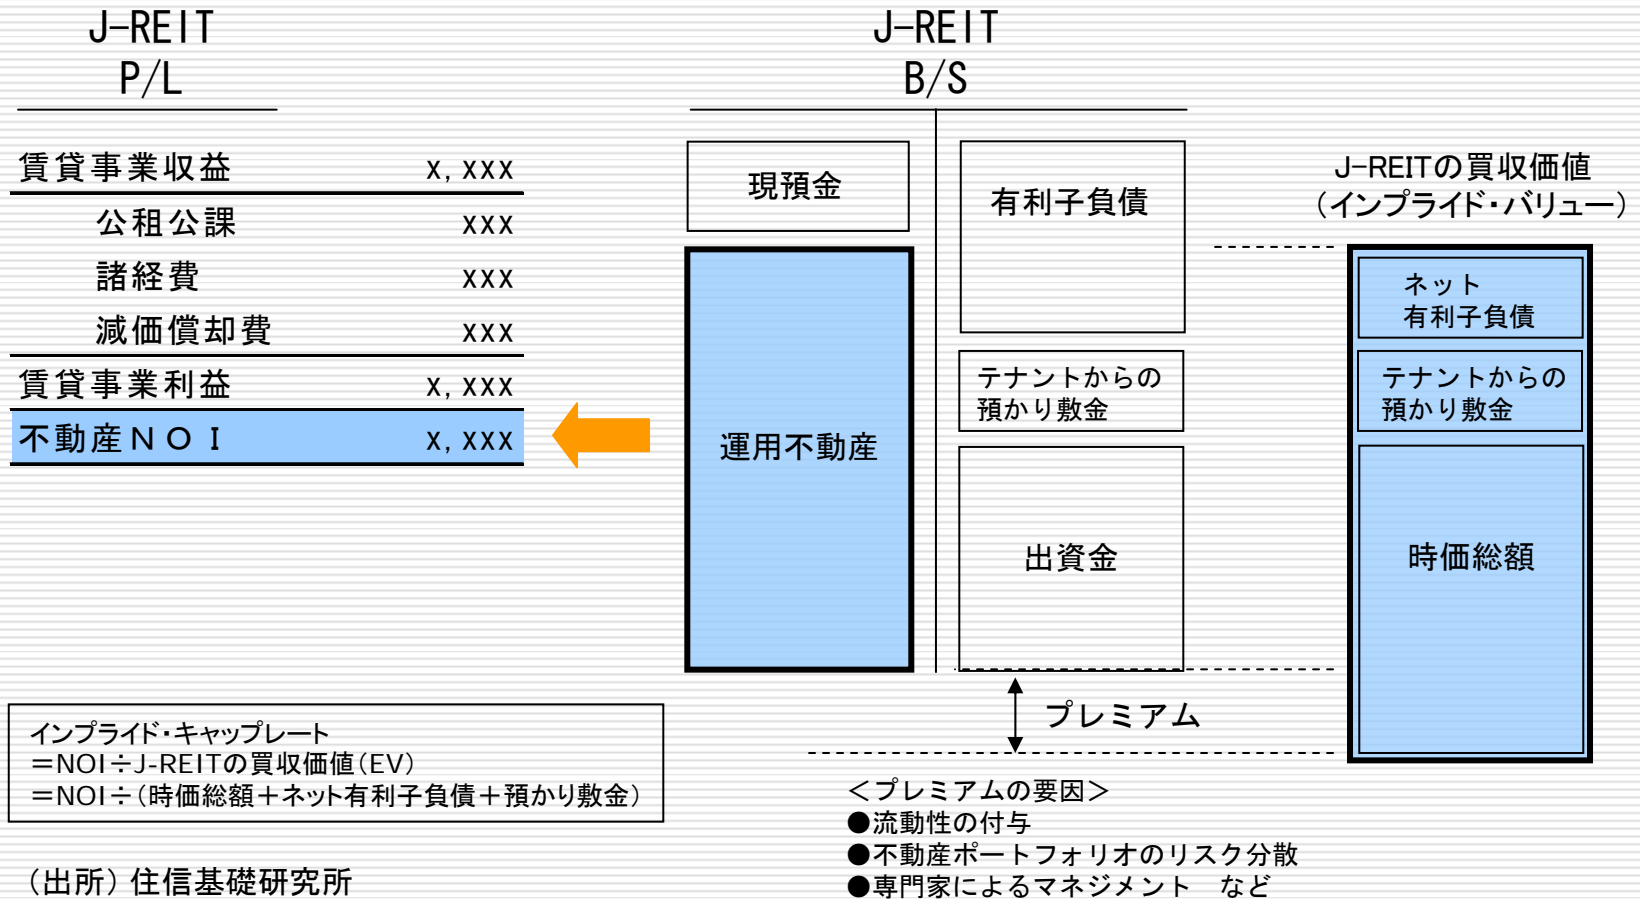 J-REIT
P/L
賃貸事業収益 x,xxx
公租公課 xxx
諸経費 xxx
減価償却費 xxx
賃貸事業利益 x,xxx
不動産NOI x,xxx
J-REIT
B/S
現預金
運用不動産
有利子負債
テナントからの
預かり敷金
出資金
プレミアム
J-REITの買収価値
(インプライド・バリュー)
ネット
有利子負債
テナントからの
預かり敷金
時価総額
インプライド・キャップレート
=NOI÷J-REITの買収価値(EV)
=NOI÷(時価総額+ネット有利子負債+預かり敷金)
<プレミアムの要因>
●流動性の付与
●不動産ポートフォリオのリスク分散
●専門家によるマネジメント など
(出所)住信基礎研究所